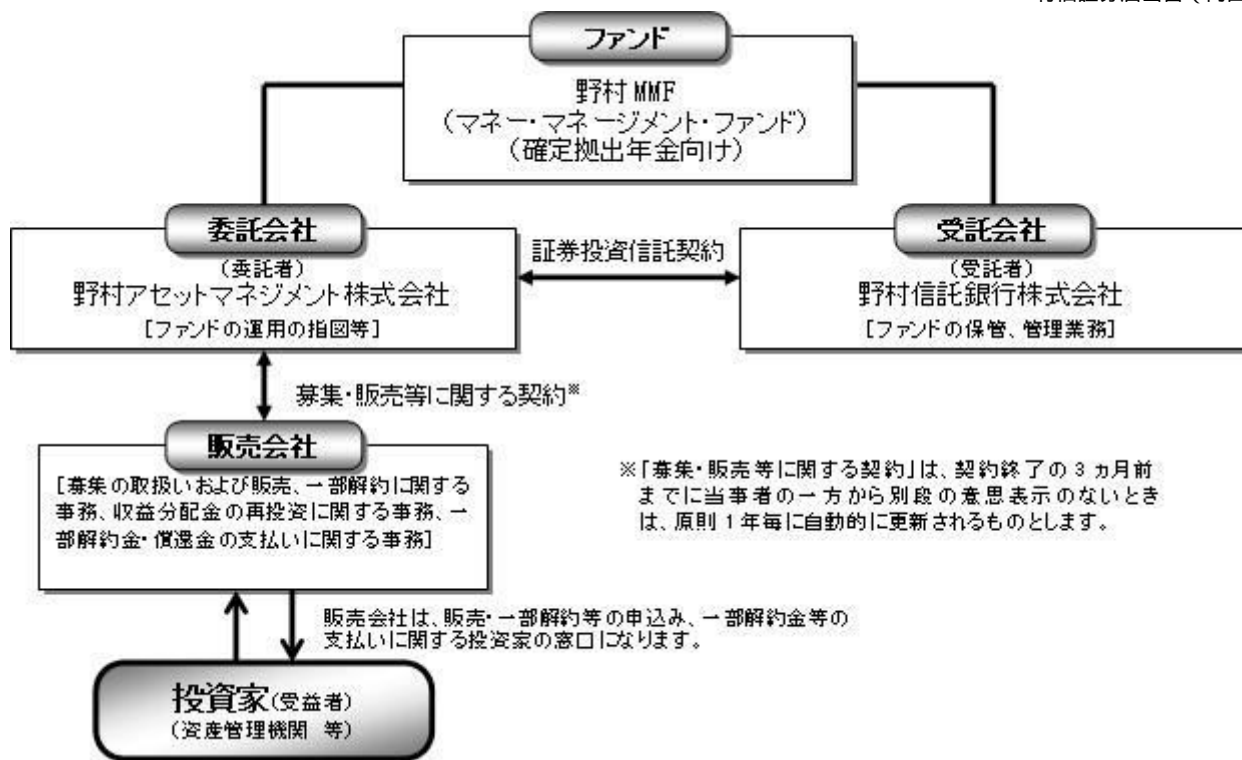 ファンド
野村MMF
(マネー・マネージメント・ファンド)
(確定拠出年金向け)
委託会社
(委託者)
野村アセットマネジメント株式会社
[ファンドの運用の指図等]
証券投資信託契約
受託会社
(受託者)
野村信託銀行株式会社
[ファンドの保管、管理業務]
募集・販売等に関する契約※
販売会社
[募集の取扱いおよび販売、一部解約に関する
事務、収益分配金の再投資に関する事務、一
部解約金・償還金の支払いに関する事務]
※「募集・販売等に関する契約」は、契約終了の3ヵ月前
までに当事者の一方から別段の意思表示のないとき
は、原則1年毎に自動的に更新されるものとします。
販売会社は、販売・一部解約等の申込み、一部解約金等の
支払いに関する投資家の窓口になります。
投資家(受益者)
(資産管理機関 等)